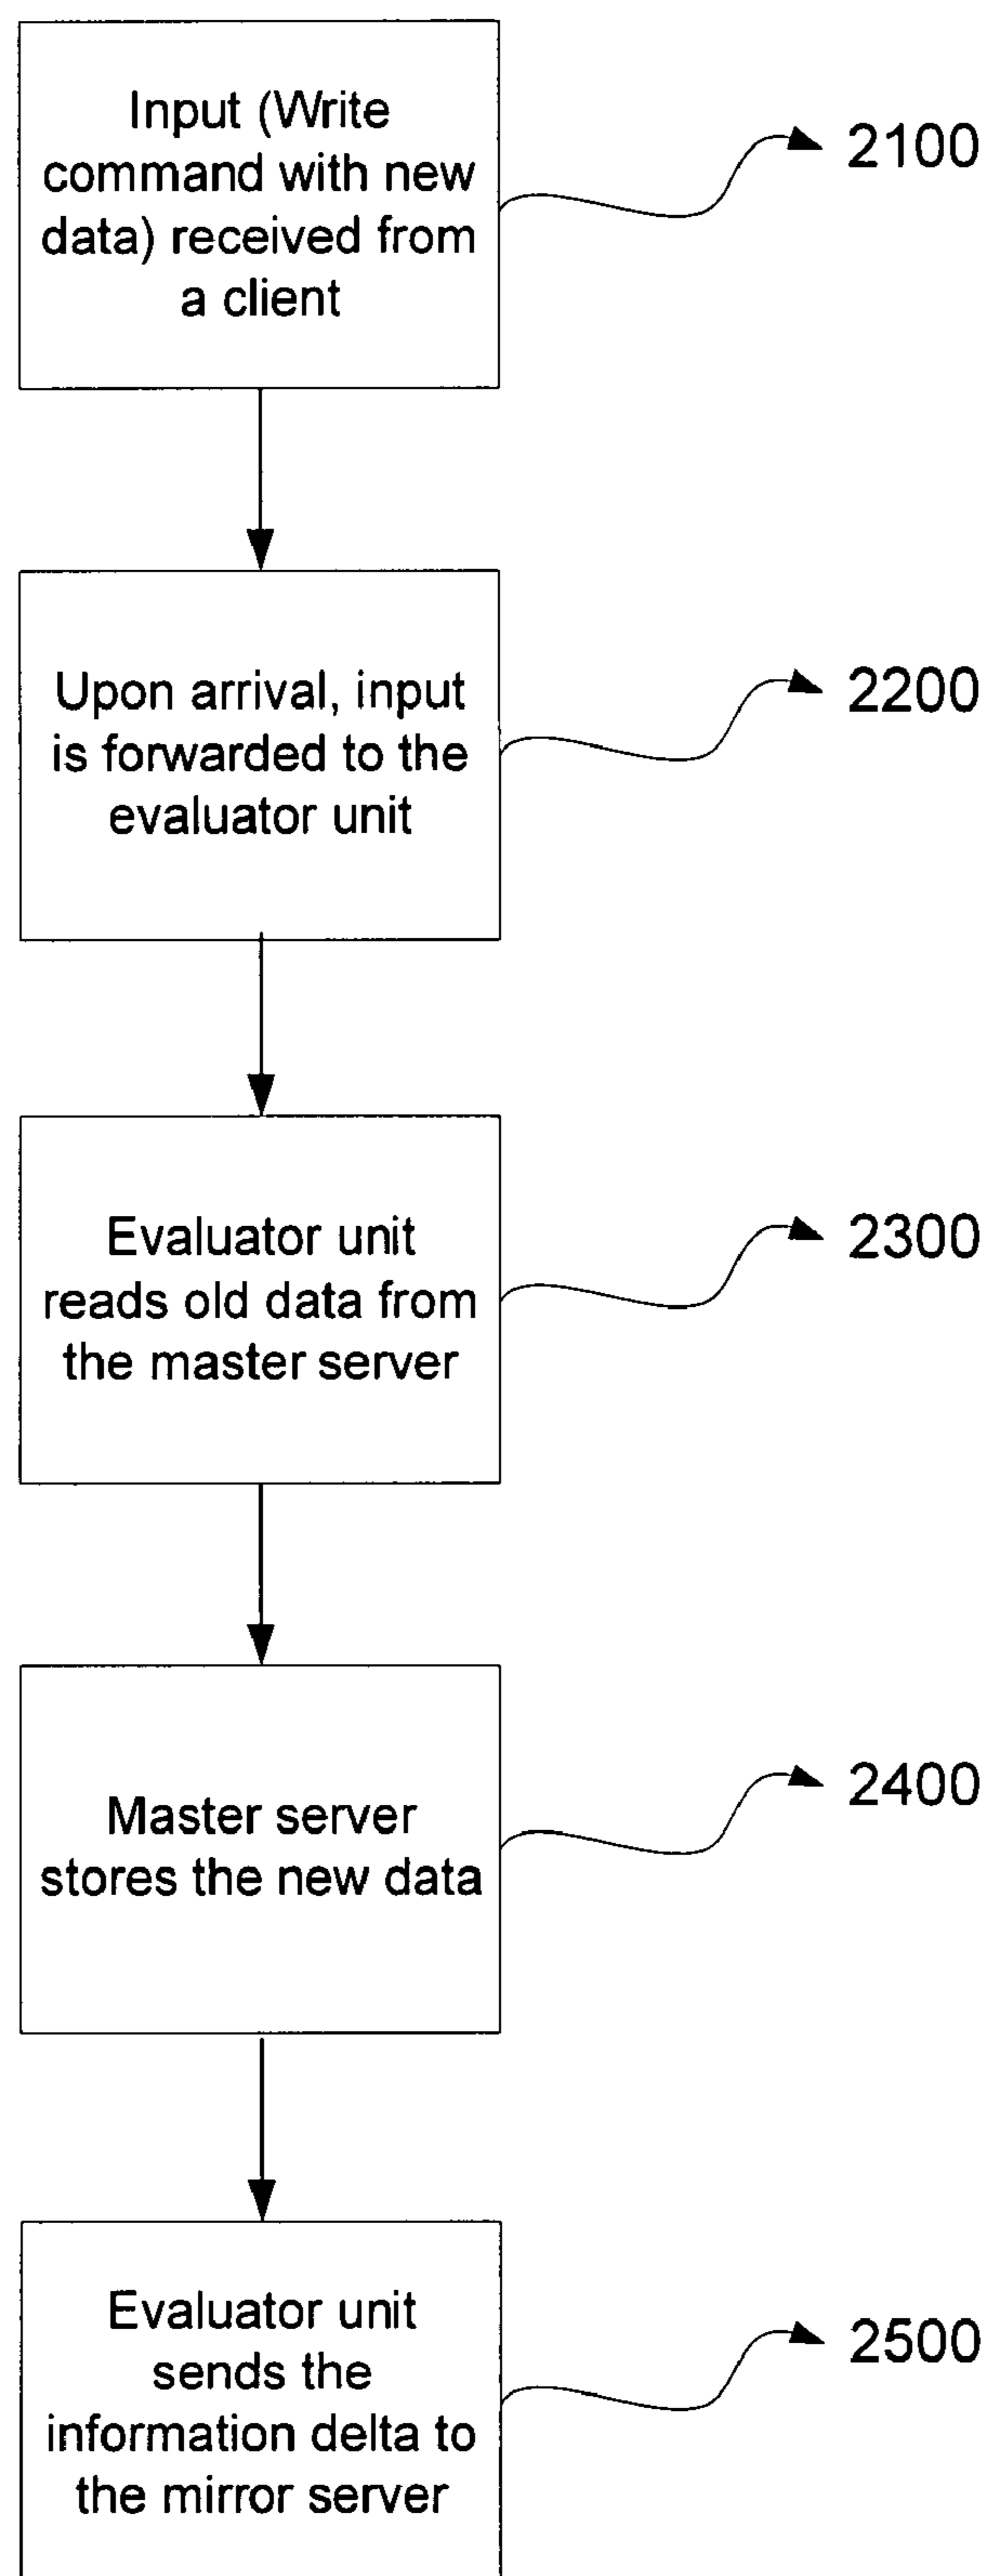 Input (Write
command with new
data) received from
a client
2100
Upon arrival, input
is forwarded to the
evaluator unit
2200
Evaluator unit
reads old data from
the master server
2300
Master server
stores the new data
2400
Evaluator unit
sends the
information delta to
the mirror server
2500